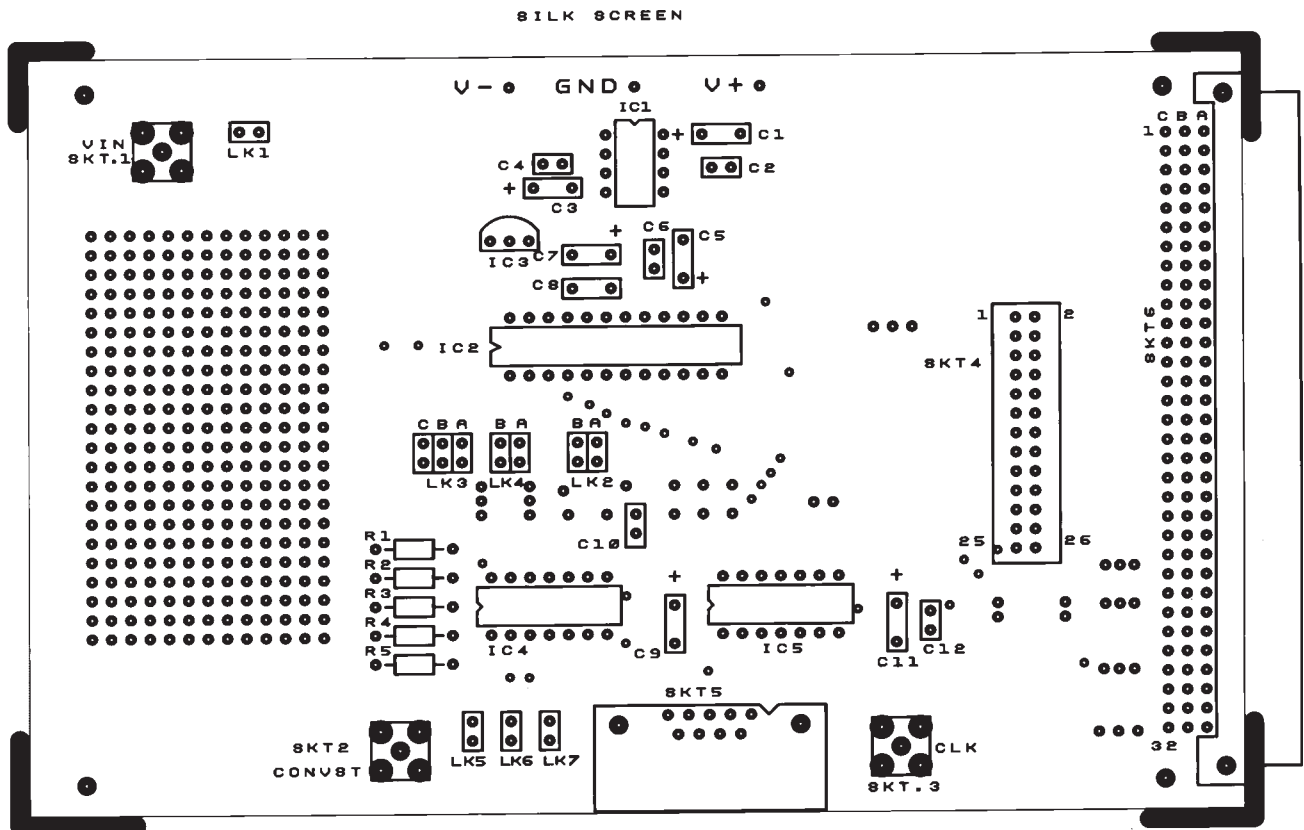 SILK SCREEN
V- GND V+
IC1
C B A
1
VIN
SKT.1
LK1
+ C1
C4
C2
+
C3
+
C6
C5
IC3
C7
+
C8
1 2
SKT6
IC2
SKT4
C B A
B A
B A
LK3
LK4
LK2
R1
C10
25 26
R2
+
+
R3
R4
IC4
C9
IC5
C11
C12
R5
SKT5
SKT2
CONVST
LK5
LK6
LK7
CLK
SKT.3
32